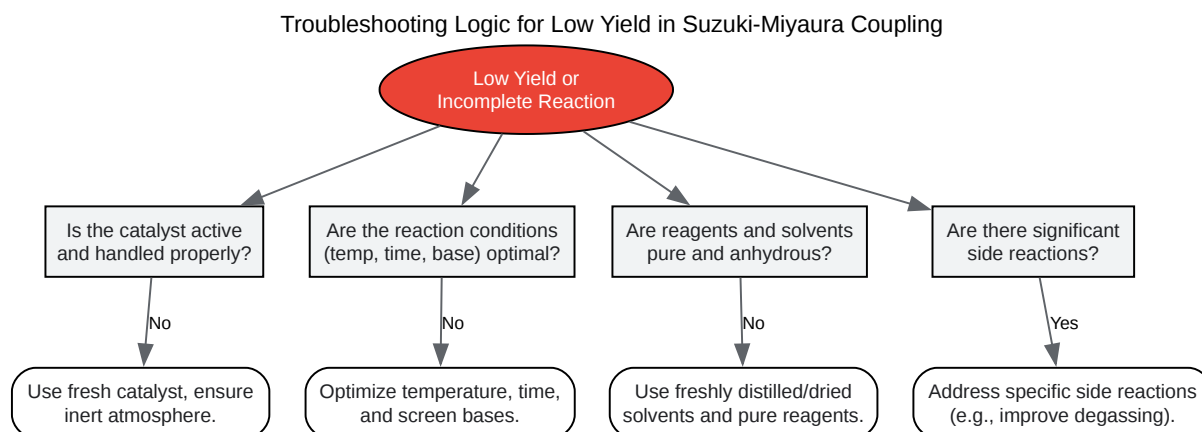 Troubleshooting Logic for Low Yield in Suzuki-Miyaura Coupling
Low Yield or
Incomplete Reaction
Is the catalyst active
and handled properly?
Are the reaction conditions
(temp, time, base) optimal?
Are reagents and solvents
pure and anhydrous?
Are there significant
side reactions?
No
No
No
Yes
Use fresh catalyst, ensure
inert atmosphere.
Optimize temperature, time,
and screen bases.
Use freshly distilled/dried
solvents and pure reagents.
Address specific side reactions
(e.g., improve degassing).